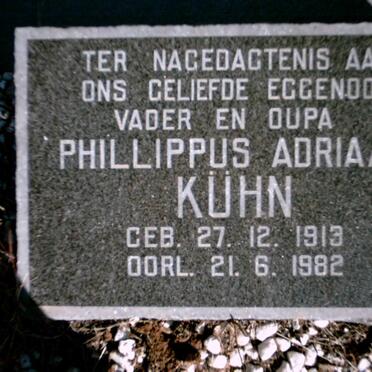 TER NAGEDAGTENIS AA
ONS GELIEFDE EGGENOO
VADER EN OUPA
PHILLIPPUS ADRIAA
KÜHN
GEB. 27. 12. 1913
OORL. 21. 6. 1982